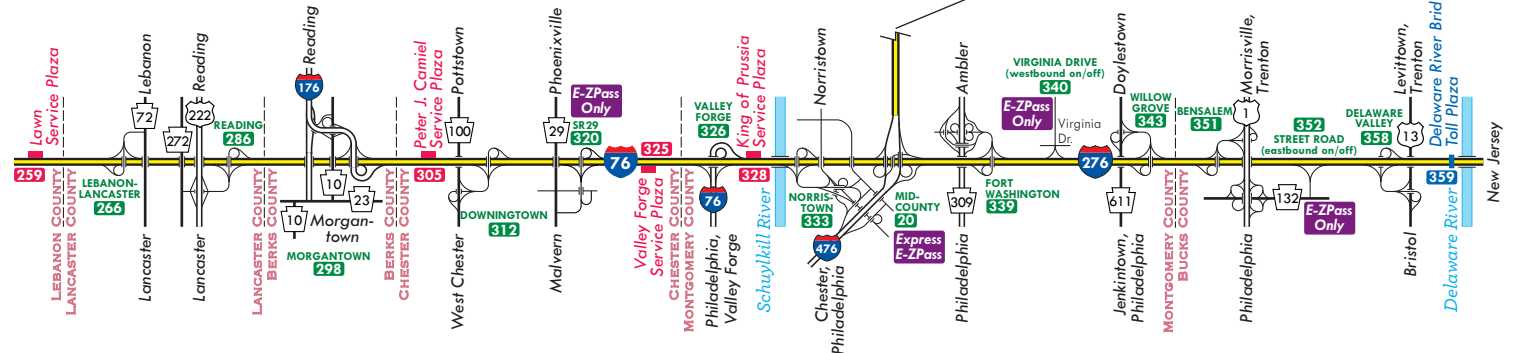 Lawn
Service Plaza
259
LEBANON COUNTY
LANCASTER COUNTY
Lebanon
72
LEBANON-
LANCASTER
266
Lancaster
272
Reading
222
READING
286
Lancaster
LANCASTER COUNTY
BERKS COUNTY
Reading
176
10
23
10
Morgan-
town
MORGANTOWN
298
BERKS COUNTY
CHESTER COUNTY
Peter J. Camiel
Service Plaza
305
Pottstown
100
DOWNINGTOWN
312
West Chester
Phoenixville
29
E-ZPass
Only
SR29
320
Malvern
76
325
Valley Forge
Service Plaza
CHESTER COUNTY
MONTGOMERY COUNTY
VALLEY
FORGE
326
76
Philadelphia,
Valley Forge
King of Prussia
Service Plaza
328
Schuylkill River
Norristown
NORRIS-
TOWN
333
476
Chester,
Philadelphia
MID-
COUNTY
20
Express
E-ZPass
Ambler
309
Philadelphia
FORT
WASHINGTON
339
VIRGINIA DRIVE
(westbound on/off)
340
E-ZPass
Only
Virginia
Dr.
276
Doylestown
611
Jenkintown,
Philadelphia
WILLOW
GROVE
343
MONTGOMERY COUNTY
BUCKS COUNTY
BENSALEM
351
Morrisville,
Trenton
1
Philadelphia
352
STREET ROAD
(eastbound on/off)
132
E-ZPass
Only
DELAWARE
VALLEY
358
Levittown,
Trenton
13
Bristol
Delaware River Brid
Toll Plaza
359
Delaware River
New Jersey